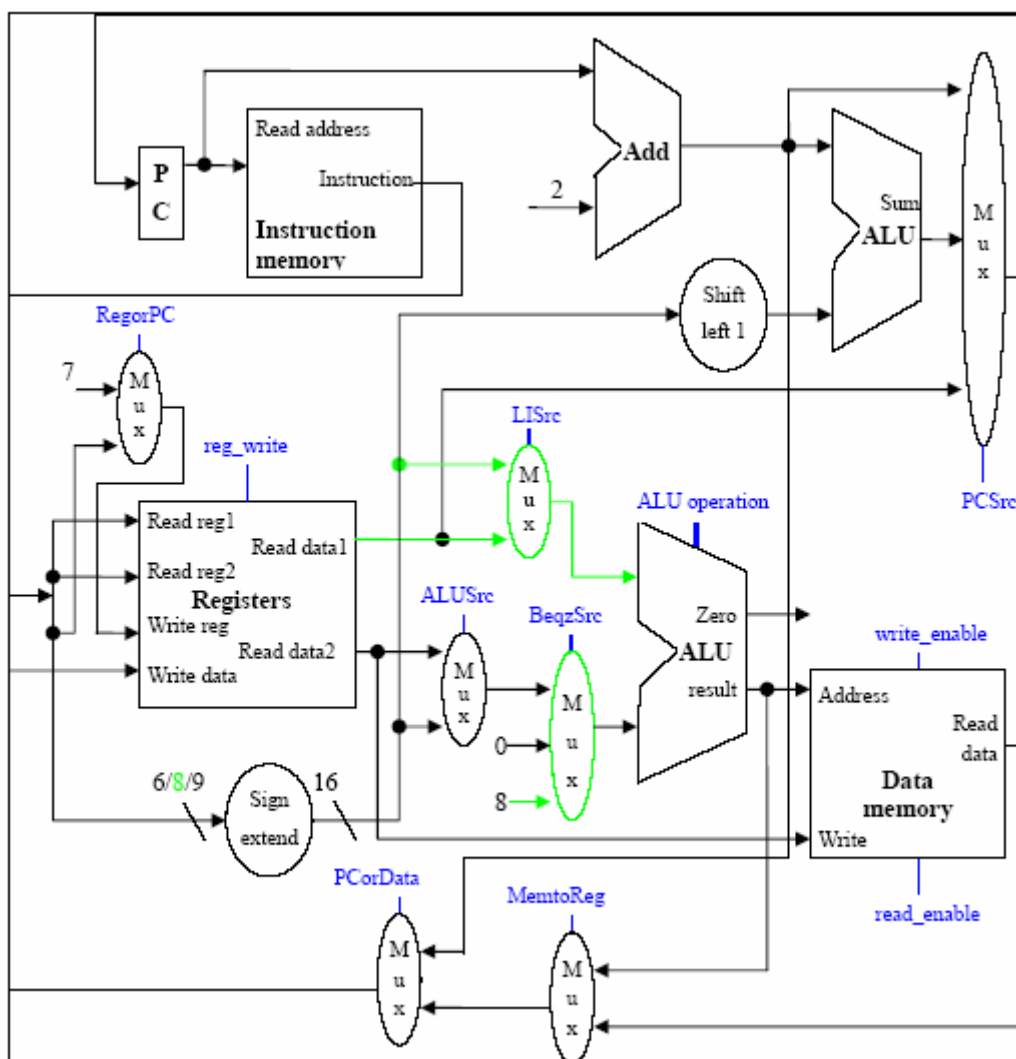 Read address
Instruction
Instruction
memory
P
C
2
Add
Sum
ALU
M
u
x
Shift
left 1
RegorPC
7
M
u
x
LISrc
M
u
x
reg_write
ALU operation
PCSrc
Read reg1
Read data1
Read reg2
Registers
Write reg
Read data2
Write data
ALUSrc
M
u
x
BeqzSrc
M
u
x
0
8
Zero
ALU
result
write_enable
Address
Read
data
Data
memory
Write
read_enable
6/8/9
Sign
extend
16
PCorData
M
u
x
MemtoReg
M
u
x